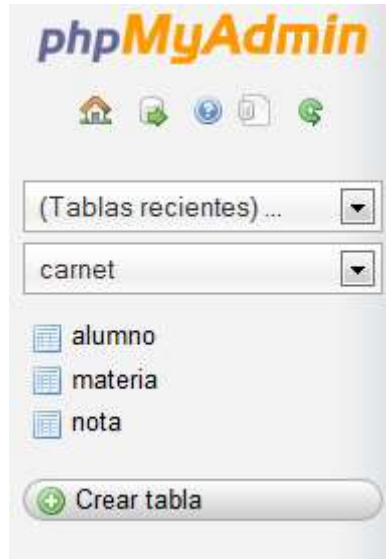 phpMyAdmin
(Tablas recientes) ...
carnet
alumno
materia
nota
Crear tabla